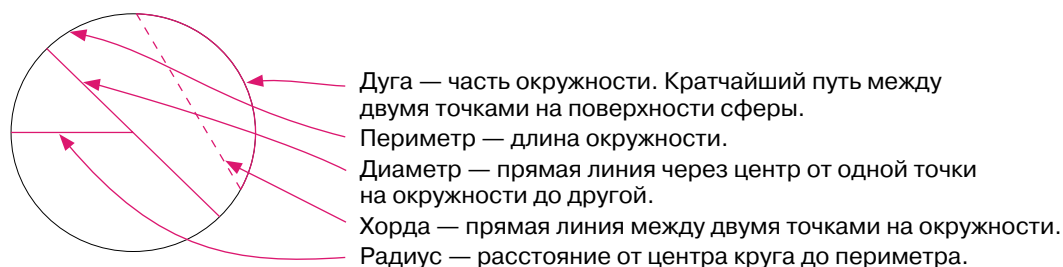 Дуга — часть окружности. Кратчайший путь между
двумя точками на поверхности сферы.
Периметр — длина окружности.
Диаметр — прямая линия через центр от одной точки
на окружности до другой.
Хорда — прямая линия между двумя точками на окружности.
Радиус — расстояние от центра круга до периметра.